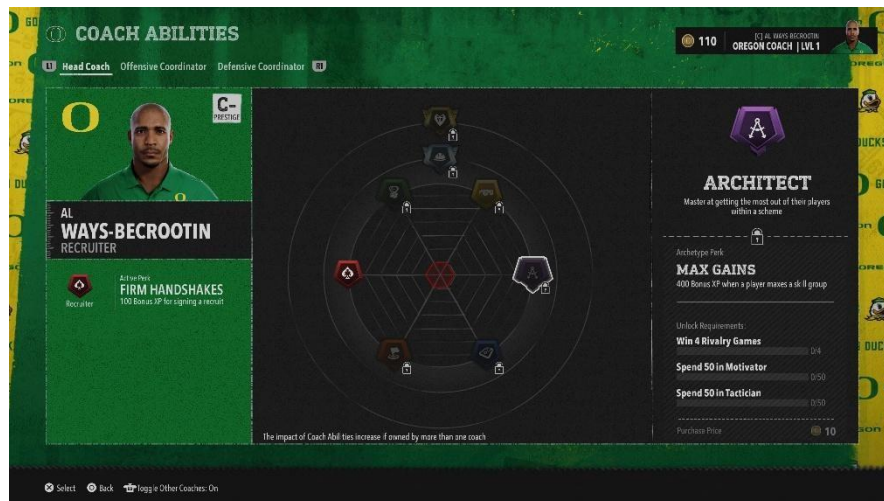 COACH ABILITIES
110
[C] AL WAYS BECROOTIN
OREGON COACH | LVL 1
L1 Head Coach Offensive Coordinator Defensive Coordinator R1
C-
PRESTIGE
AL
WAYS-BECROOTIN
RECRUITER
Recruiter
Active Perk
FIRM HANDSHAKES
100 Bonus XP for signing a recruit
The impact of Coach Abilities increase if owned by more than one coach
ARCHITECT
Master at getting the most out of their players
within a scheme
Archetype Perk
MAX GAINS
400 Bonus XP when a player maxes a skill group
Unlock Requirements:
Win 4 Rivalry Games
0/4
Spend 50 in Motivator
0/50
Spend 50 in Tactician
0/50
Purchase Price
10
Select Back Toggle Other Coaches: On